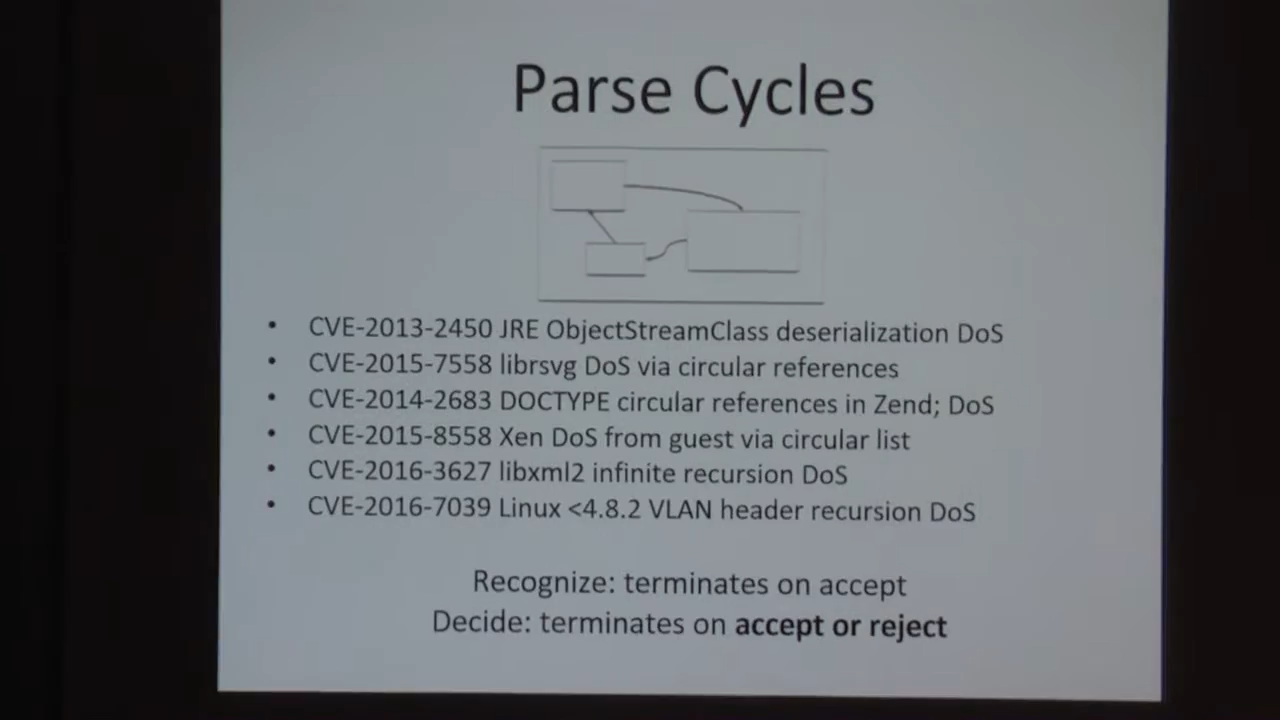 Parse Cycles
• CVE-2013-2450 JRE ObjectStreamClass deserialization DoS
• CVE-2015-7558 librsvg DoS via circular references
• CVE-2014-2683 DOCTYPE circular references in Zend; DoS
• CVE-2015-8558 Xen DoS from guest via circular list
• CVE-2016-3627 libxml2 infinite recursion DoS
• CVE-2016-7039 Linux <4.8.2 VLAN header recursion DoS
Recognize: terminates on accept
Decide: terminates on accept or reject